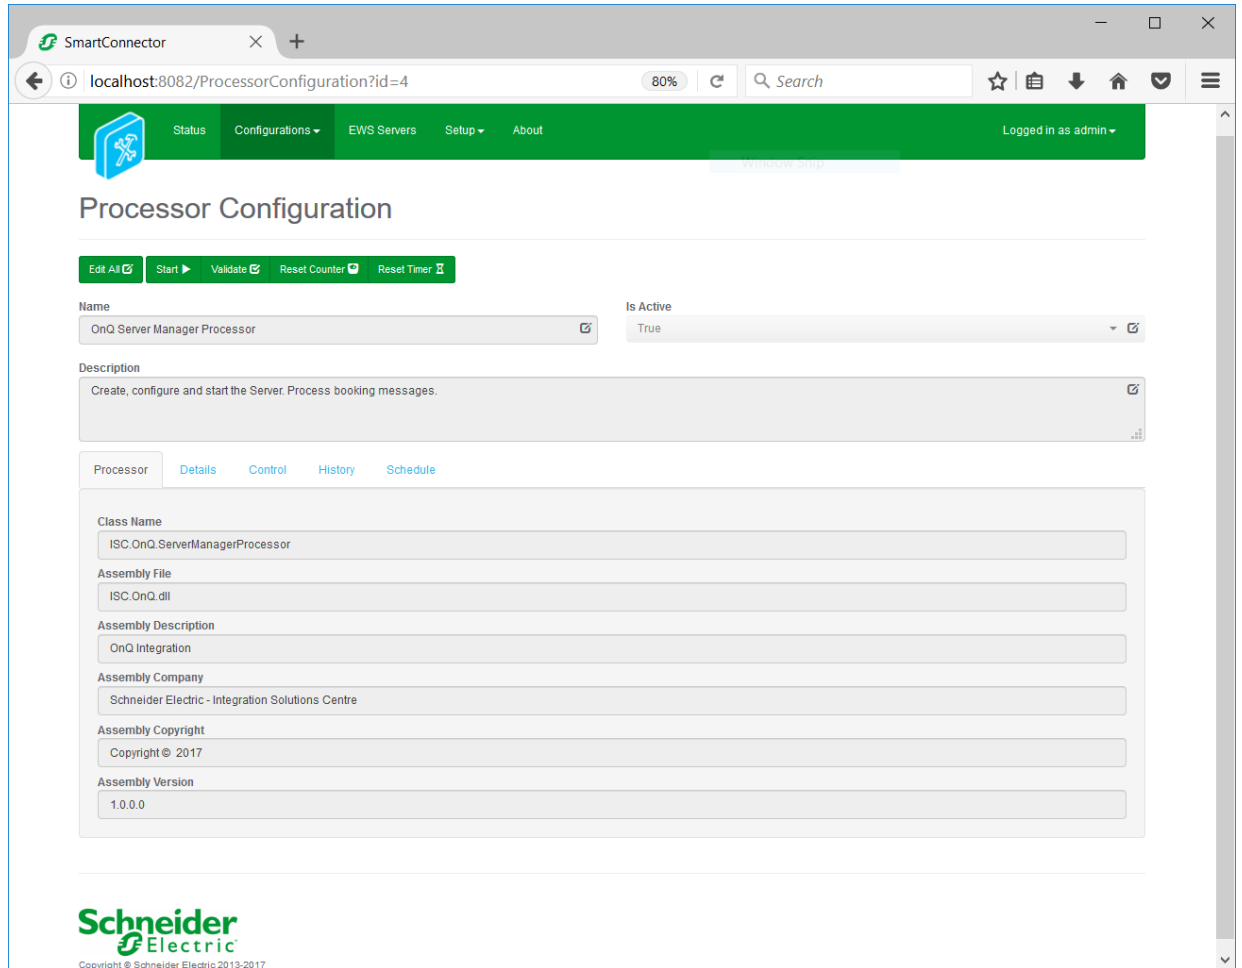 SmartConnector
localhost:8082/ProcessorConfiguration?id=4
80%
Search
Status Configurations EWS Servers Setup About Logged in as admin
Window Snip
Processor Configuration
Edit All Start Validate Reset Counter Reset Timer
Name Is Active
OnQ Server Manager Processor True
Description
Create, configure and start the Server. Process booking messages.
Processor Details Control History Schedule
Class Name
ISC.OnQ.ServerManagerProcessor
Assembly File
ISC.OnQ.dll
Assembly Description
OnQ Integration
Assembly Company
Schneider Electric - Integration Solutions Centre
Assembly Copyright
Copyright © 2017
Assembly Version
1.0.0.0
Schneider
Electric
Copyright © Schneider Electric 2013-2017